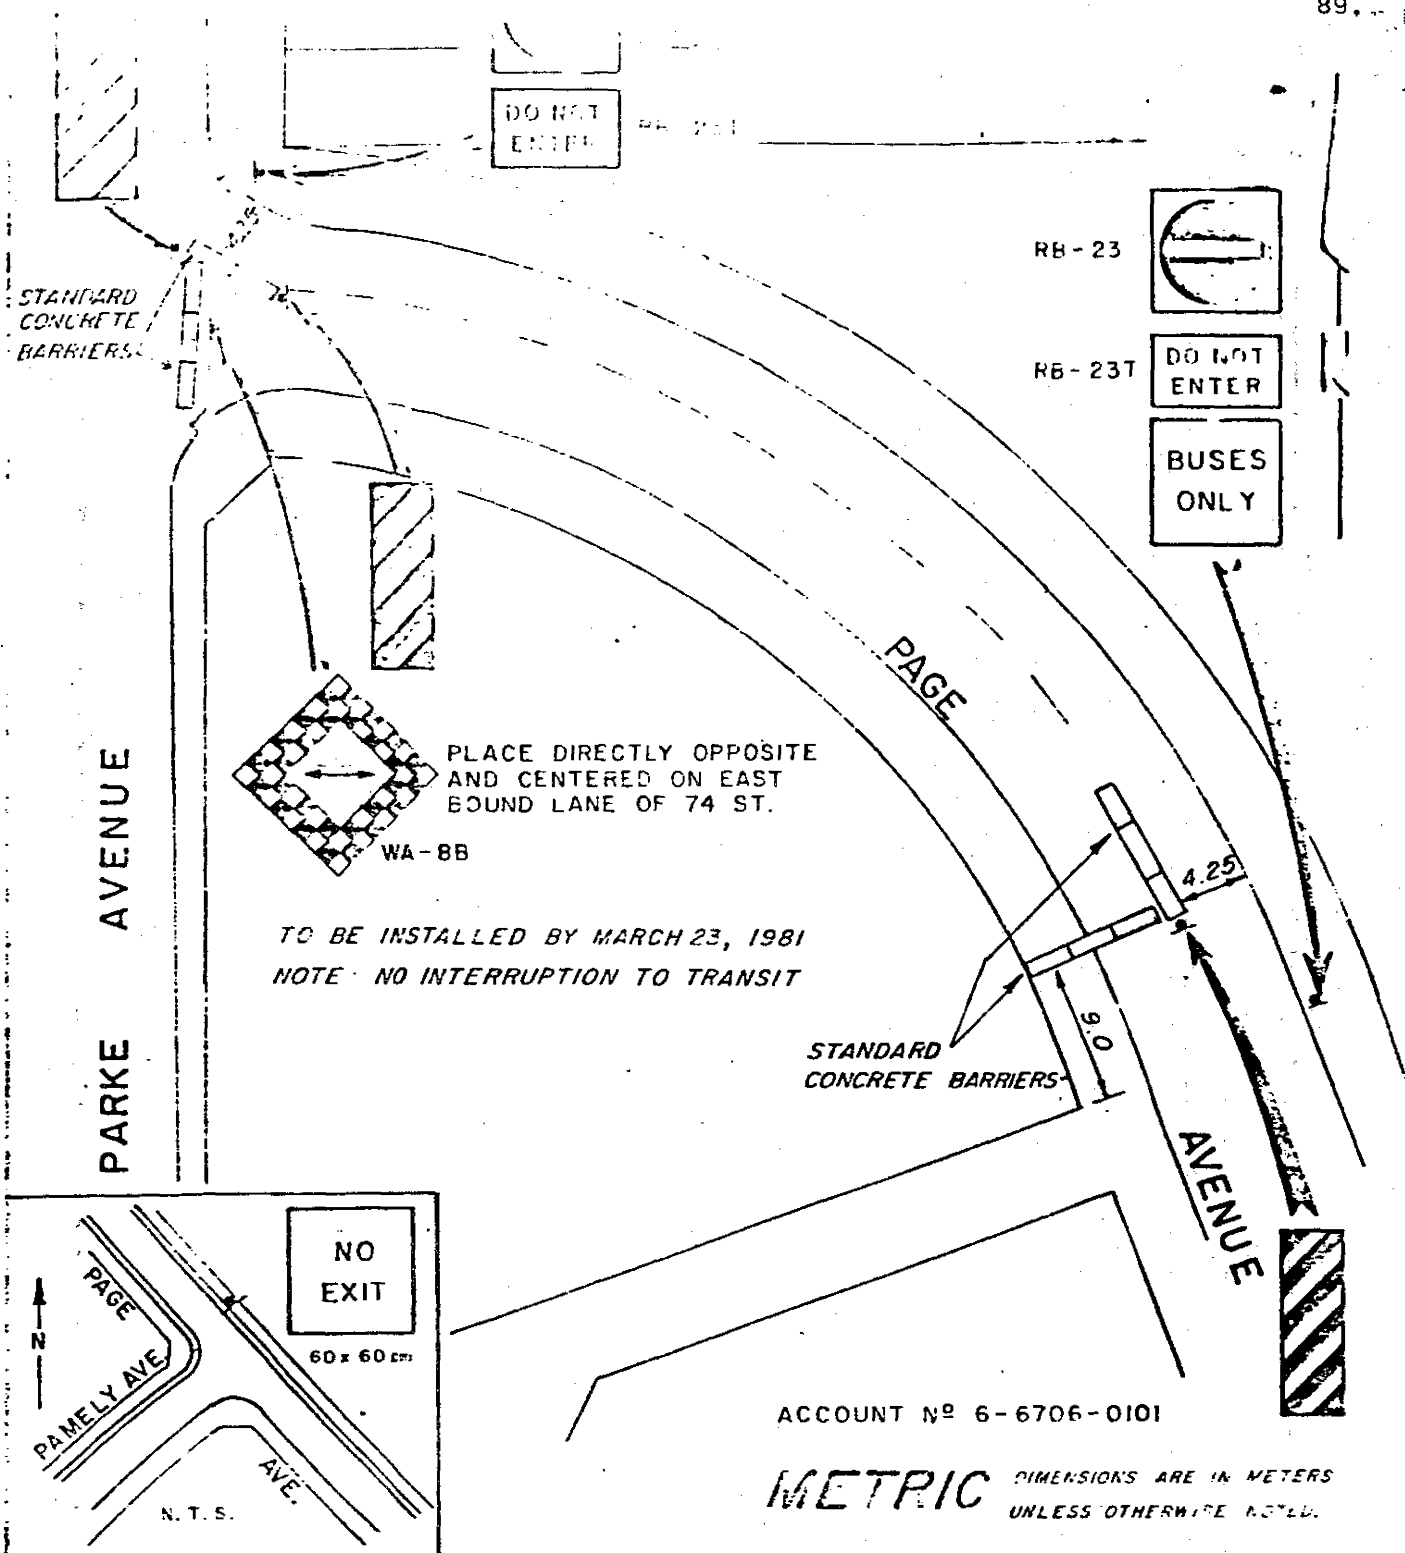 89.
DO NOT
ENTER
4.25
STANDARD
CONCRETE
BARRIERS
RB-23
RB-23T
DO NOT
ENTER
BUSES
ONLY
PAGE
PLACE DIRECTLY OPPOSITE
AND CENTERED ON EAST
BOUND LANE OF 74 ST.
WA-8B
PARKE AVENUE
TO BE INSTALLED BY MARCH 23, 1981
NOTE NO INTERRUPTION TO TRANSIT
4.25
9.0
STANDARD
CONCRETE BARRIERS
AVENUE
NO
EXIT
60 x 60 cm
N
PAGE
PAMELY AVE.
AVE.
N.T.S.
ACCOUNT Nº 6-6706-0101
METRIC
DIMENSIONS ARE IN METERS
UNLESS OTHERWISE NOTED.